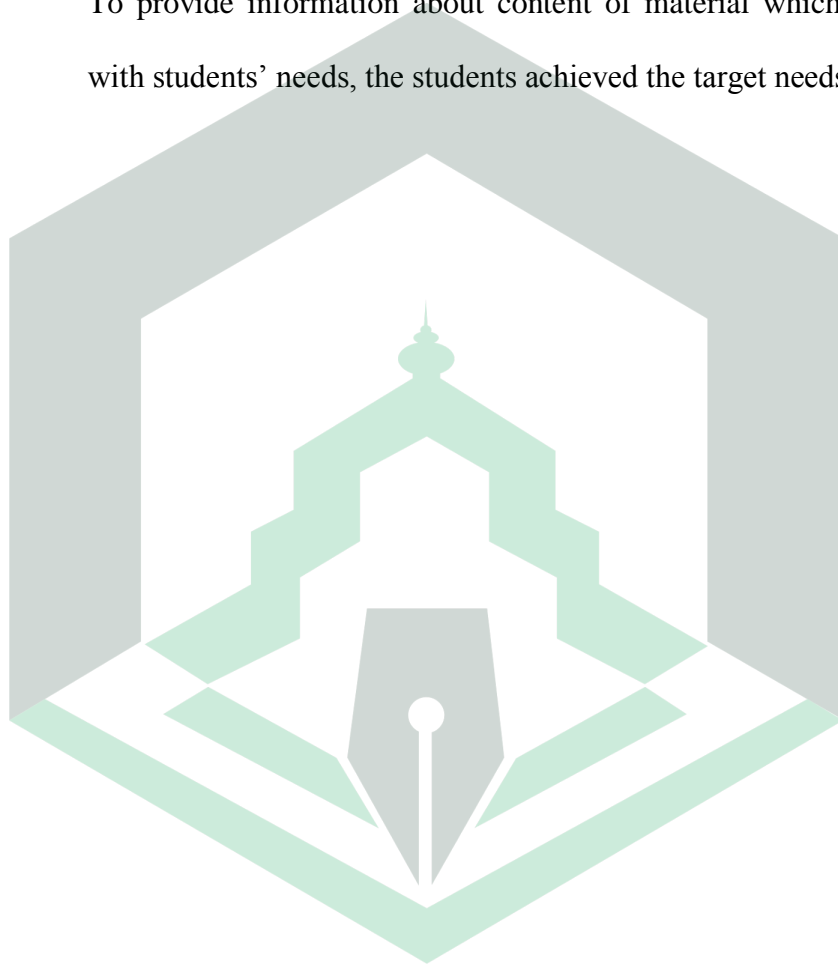 To provide information about content of material which
with students’ needs, the students achieved the target needs